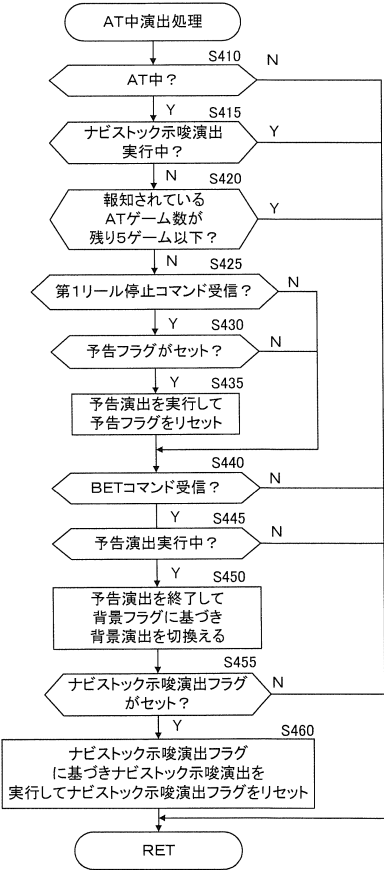 AT中演出処理
S410
AT中？
N
Y
S415
ナビストック示唆演出
実行中？
Y
N
S420
報知されている
ATゲーム数が
残り5ゲーム以下？
Y
N
S425
第1リール停止コマンド受信？
N
Y
S430
予告フラグがセット？
N
Y
S435
予告演出を実行して
予告フラグをリセット
S440
BETコマンド受信？
N
Y
S445
予告演出実行中？
N
Y
S450
予告演出を終了して
背景フラグに基づき
背景演出を切換える
S455
ナビストック示唆演出フラグ
がセット？
N
Y
S460
ナビストック示唆演出フラグ
に基づきナビストック示唆演出を
実行してナビストック示唆演出フラグをリセット
RET